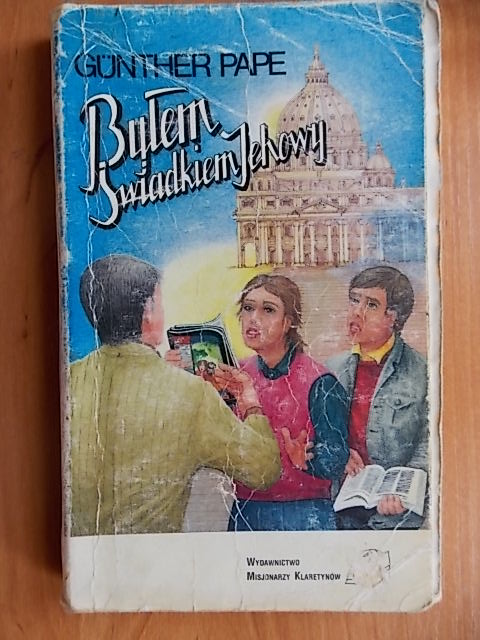 GÜNTHER PAPE
Byłem
Świadkiem Jehowy
WYDAWNICTWO
MISJONARZY KLARETYNÓW